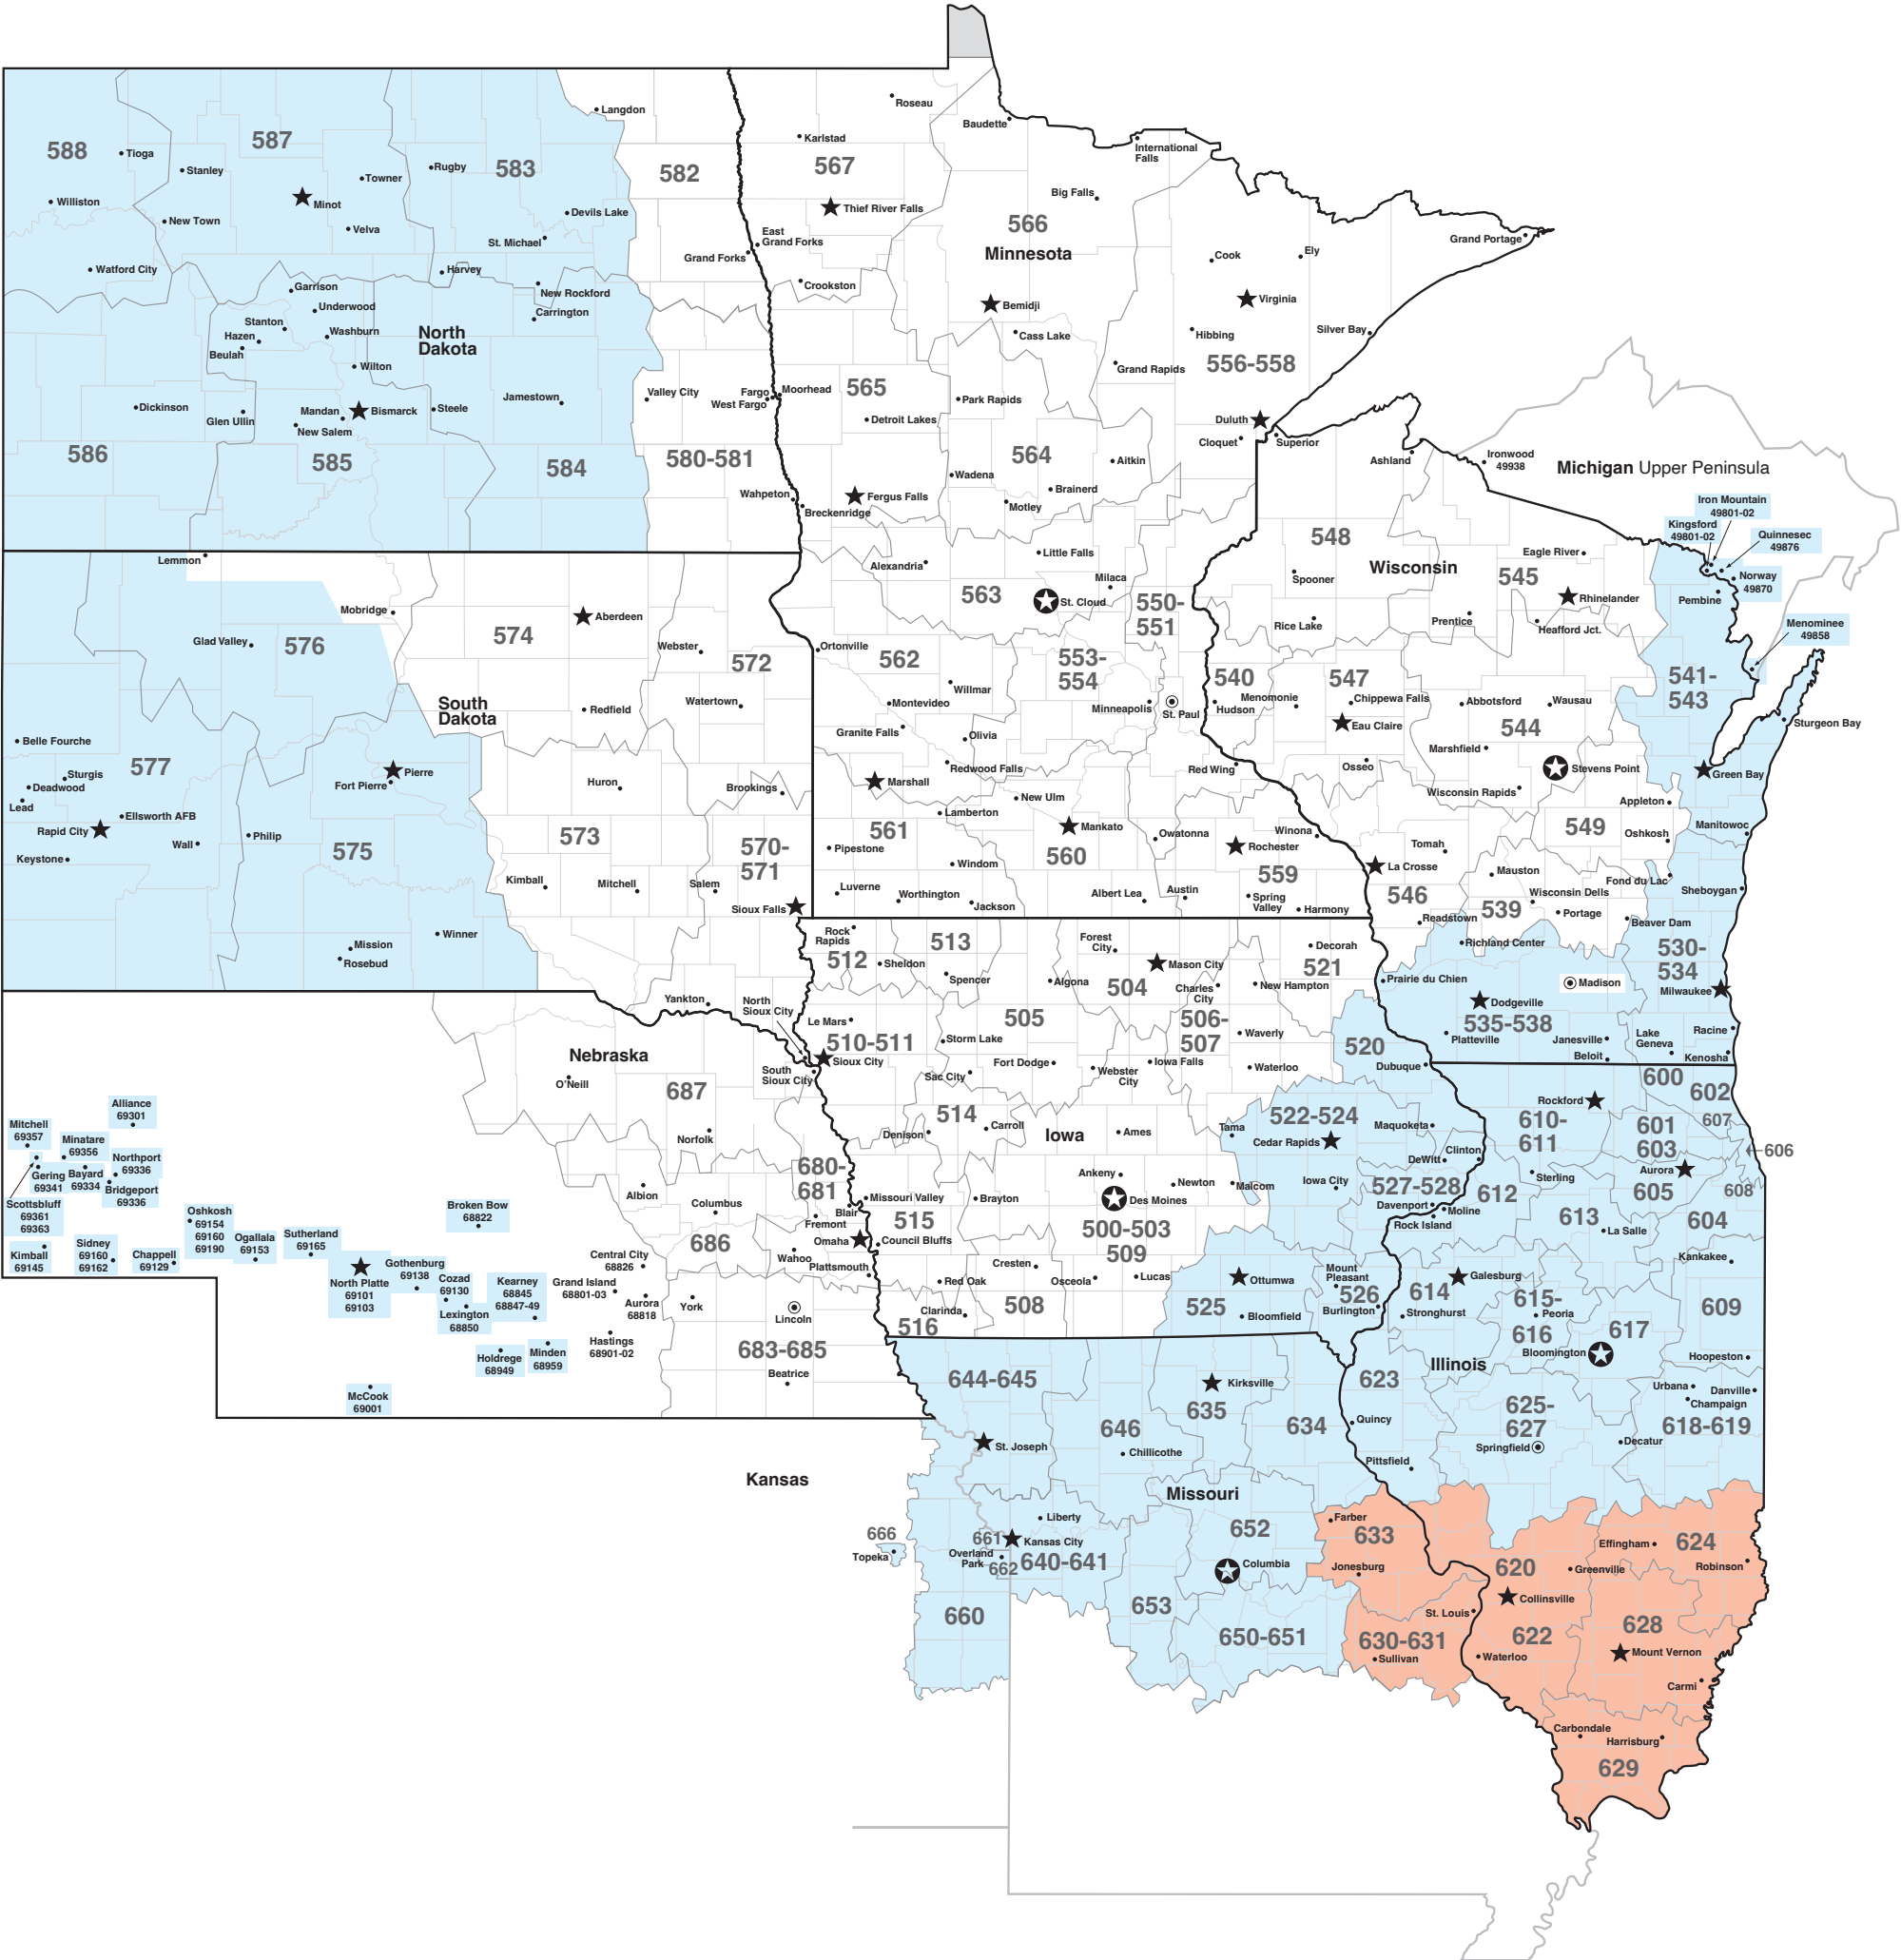 Langdon
Roseau
Baudette
Karlstad
International
Falls
588
Tioga
587
Stanley
Towner
Rugby
583
582
567
Williston
Minot
New Town
Velva
Devils Lake
St. Michael
Thief River Falls
Big Falls
566
Minnesota
East
Grand Forks
Grand Forks
Cook
Ely
Grand Portage
Watford City
Harvey
Garrison
Underwood
New Rockford
Carrington
Crookston
Bemidji
Virginia
Stanton
Hazen
Beulah
Washburn
North
Dakota
Cass Lake
Hibbing
Silver Bay
Wilton
Grand Rapids
556-558
Dickinson
Glen Ullin
Mandan
Bismarck
New Salem
Steele
Jamestown
Valley City
Fargo
West Fargo
Moorhead
565
Detroit Lakes
Park Rapids
Duluth
Cloquet
Superior
586
585
584
580-581
564
Aitkin
Ashland
Ironwood
49938
Michigan Upper Peninsula
Wadena
Brainerd
Wahpeton
Fergus Falls
Breckenridge
Motley
Iron Mountain
49801-02
Kingsford
49801-02
Quinnesec
49876
548
Wisconsin
Eagle River
545
Norway
49870
Pembine
Lemmon
Little Falls
Alexandria
Milaca
Spooner
Rhinelander
563
St. Cloud
550-
551
Mobridge
Aberdeen
Glad Valley
576
574
Webster
572
Ortonville
562
553-
554
Rice Lake
Prentice
Heafford Jct.
Menominee
49858
540
547
541-
543
South
Dakota
Redfield
Watertown
Willmar
Montevideo
Minneapolis
St. Paul
Hudson
Menomonie
Chippewa Falls
Eau Claire
Abbotsford
Wausau
544
Sturgeon Bay
Belle Fourche
577
Sturgis
Deadwood
Lead
Pierre
Fort Pierre
Granite Falls
Olivia
Redwood Falls
Red Wing
Osseo
Marshfield
Stevens Point
Green Bay
Huron
Brookings
Marshall
New Ulm
Wisconsin Rapids
Appleton
Ellsworth AFB
Rapid City
Keystone
Wall
Philip
575
573
570-
571
561
Lamberton
Mankato
Pipestone
560
Windom
Owatonna
Rochester
Winona
559
La Crosse
Tomah
549
Oshkosh
Manitowoc
Kimball
Mitchell
Salem
Sioux Falls
Luverne
Worthington
Jackson
Albert Lea
Austin
Spring
Valley
Harmony
546
Readstown
Mauston
539
Wisconsin Dells
Portage
Fond du Lac
Beaver Dam
Sheboygan
Mission
Rosebud
Winner
Rock
Rapids
512
Sheldon
513
Spencer
Forest
City
Algona
Mason City
504
Charles
City
Decorah
521
New Hampton
Prairie du Chien
Richland Center
Madison
Dodgeville
535-538
Platteville
Janesville
Beloit
530-
534
Milwaukee
Racine
Lake
Geneva
Kenosha
Yankton
North
Sioux City
Le Mars
510-511
Sioux City
South
Sioux City
505
Storm Lake
Fort Dodge
Sac City
Webster
City
506-
507
Iowa Falls
Waverly
Waterloo
520
Dubuque
Nebraska
O'Neill
687
Norfolk
514
Denison
Carroll
Iowa
Ames
522-524
Tama
Cedar Rapids
Maquoketa
DeWitt
Clinton
Rockford
610-
611
600
602
601
603
607
606
Aurora
605
608
Alliance
69301
Mitchell
69357
Minatare
69356
Northport
69336
Gering
69341
Bayard
69334
Bridgeport
69336
Scottsbluff
69361
69363
Kimball
69145
Sidney
69160
69162
Chappell
69129
Oshkosh
69154
69160
69190
Ogallala
69153
Sutherland
69165
Broken Bow
68822
North Platte
69101
69103
Gothenburg
69138
Cozad
69130
Lexington
68850
Kearney
68845
68847-49
Holdrege
68949
Minden
68959
McCook
69001
Central City
68826
Grand Island
68801-03
Aurora
68818
Hastings
68901-02
680-
681
Albion
Columbus
686
Blair
Fremont
Omaha
Wahoo
Plattsmouth
York
Lincoln
683-685
Beatrice
Missouri Valley
515
Council Bluffs
Brayton
Ankeny
Des Moines
500-503
509
Newton
Malcom
Iowa City
527-528
Davenport
Moline
Rock Island
612
Sterling
613
La Salle
604
Kankakee
Red Oak
Creston
Osceola
Lucas
508
Clarinda
516
Ottumwa
525
Bloomfield
Mount
Pleasant
526
Burlington
614
Galesburg
Stronghurst
615-
Peoria
616
Bloomington
617
609
Hoopeston
Illinois
623
644-645
Kirksville
635
634
646
Chillicothe
St. Joseph
Quincy
Pittsfield
625-
627
Springfield
Urbana
Danville
Champaign
618-619
Decatur
Kansas
Missouri
666
Topeka
661
Overland
Park
662
Liberty
Kansas City
640-641
652
Columbia
Farber
633
Jonesburg
620
Greenville
Collinsville
Effingham
624
Robinson
660
653
650-651
St. Louis
630-631
Sullivan
622
Waterloo
628
Mount Vernon
Carmi
Carbondale
Harrisburg
629